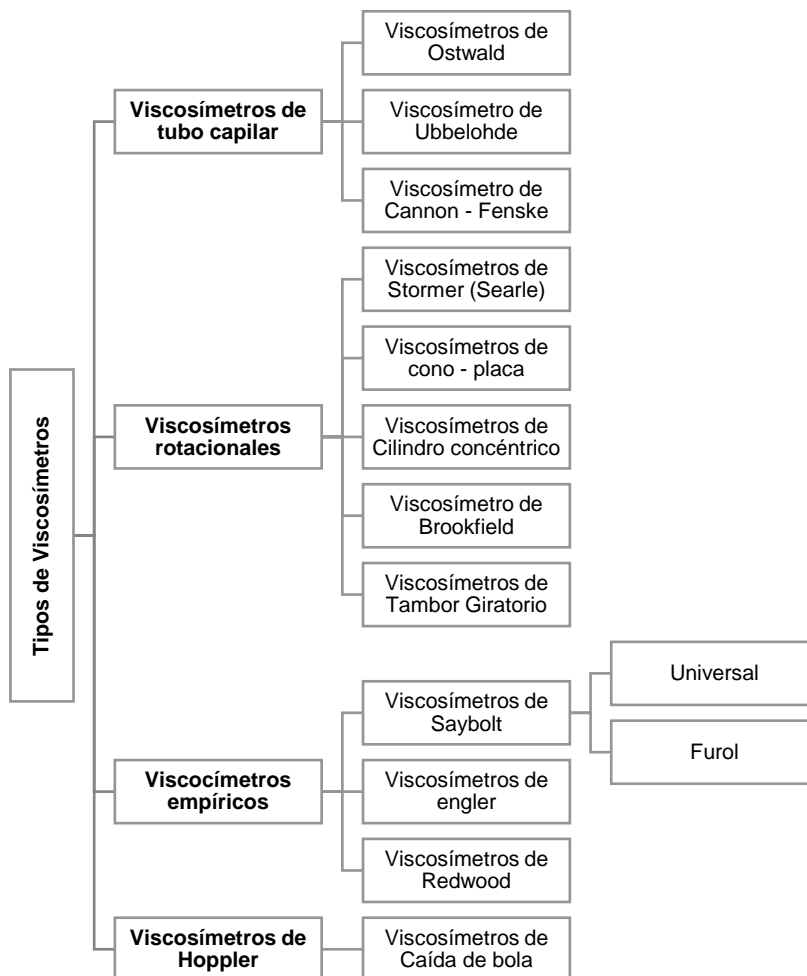 Tipos de Viscosímetros
Viscosímetros de
tubo capilar
Viscosímetros de
Ostwald
Viscosímetro de
Ubbelohde
Viscosímetro de
Cannon - Fenske
Viscosímetros
rotacionales
Viscosímetros de
Stormer (Searle)
Viscosímetros de
cono - placa
Viscosímetros de
Cilindro concéntrico
Viscosímetro de
Brookfield
Viscosímetros de
Tambor Giratorio
Viscocímetros
empíricos
Viscosímetros de
Saybolt
Universal
Furol
Viscosímetros de
engler
Viscosímetros de
Redwood
Viscosímetros de
Hoppler
Viscosímetros de
Caída de bola